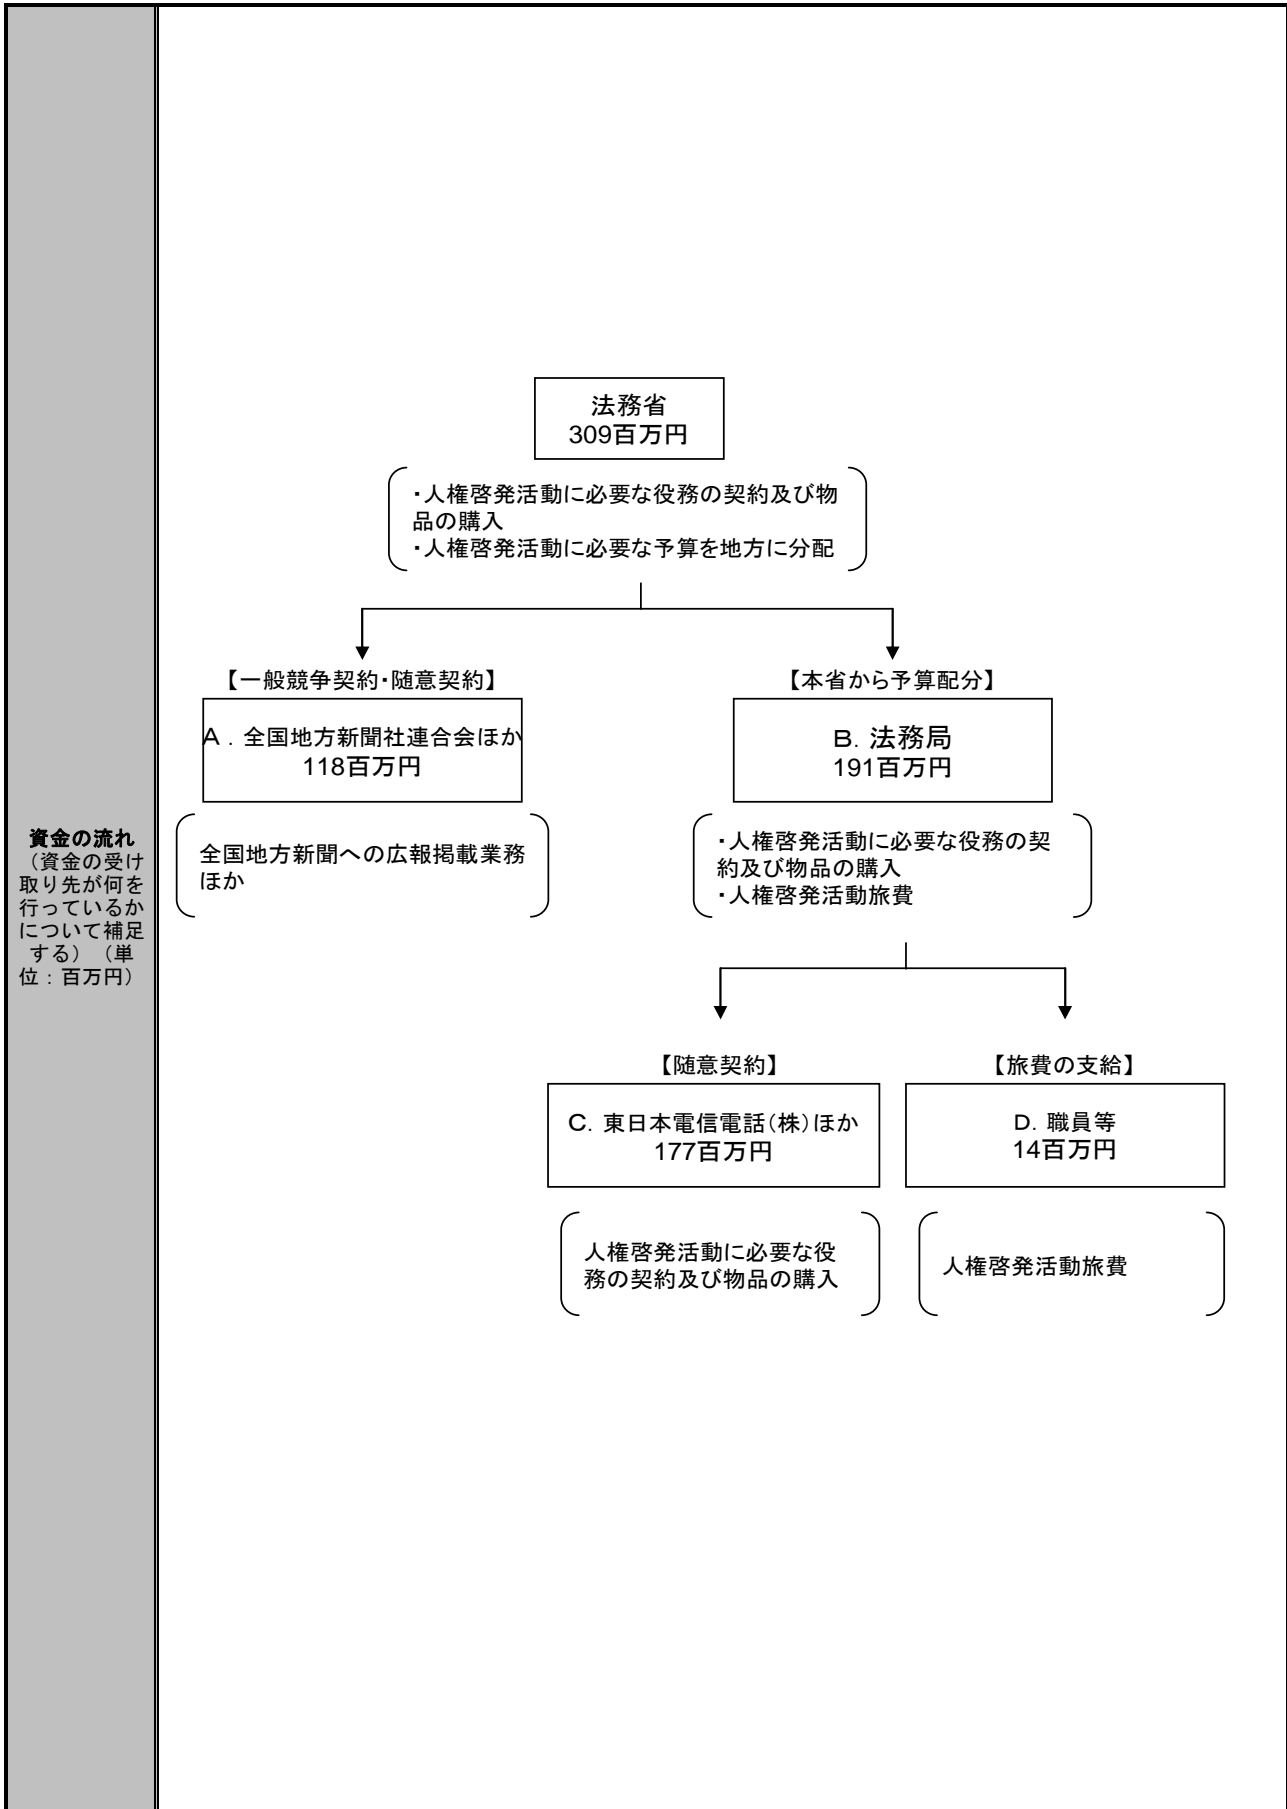 資金の流れ
（資金の受け
取り先が何を
行っているか
について補足
する）（単
位：百万円）
法務省
309百万円
・人権啓発活動に必要な役務の契約及び物
品の購入
・人権啓発活動に必要な予算を地方に分配
【一般競争契約・随意契約】
A．全国地方新聞社連合会ほか
118百万円
全国地方新聞への広報掲載業務
ほか
【本省から予算配分】
B．法務局
191百万円
・人権啓発活動に必要な役務の契
約及び物品の購入
・人権啓発活動旅費
【随意契約】
C．東日本電信電話（株）ほか
177百万円
人権啓発活動に必要な役
務の契約及び物品の購入
【旅費の支給】
D．職員等
14百万円
人権啓発活動旅費